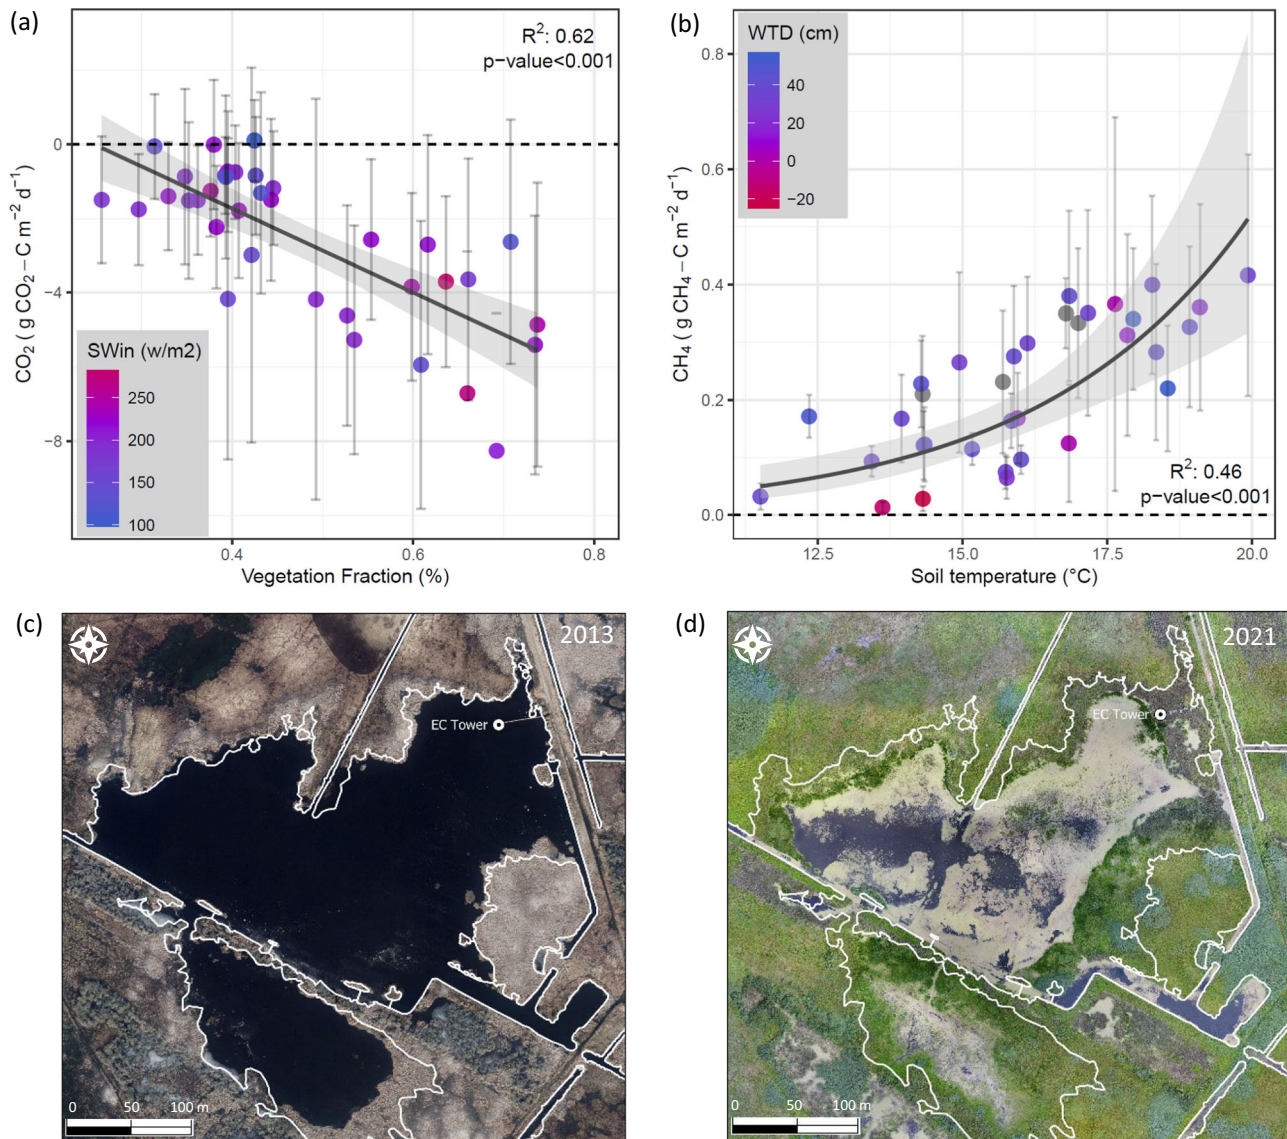 (a)
R²: 0.62
p−value<0.001
0
−4
−8
CO₂ ( g CO₂ − C m⁻² d⁻¹)
SWin (w/m2)
250
200
150
100
0.4
0.6
0.8
Vegetation Fraction (%)
(b)
WTD (cm)
40
20
0
−20
0.8
0.6
0.4
0.2
0.0
CH₄ ( g CH₄ − C m⁻² d⁻¹)
R²: 0.46
p−value<0.001
12.5
15.0
17.5
20.0
Soil temperature (°C)
(c)
2013
EC Tower
0 50 100 m
(d)
2021
EC Tower
0 50 100 m